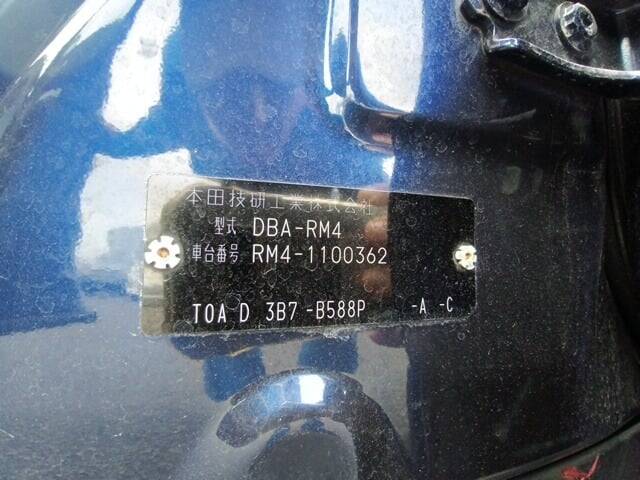 本田技研工業株式会社
型式 DBA-RM4
車台番号 RM4-1100362
TOA D 3B7 -B588P -A -C